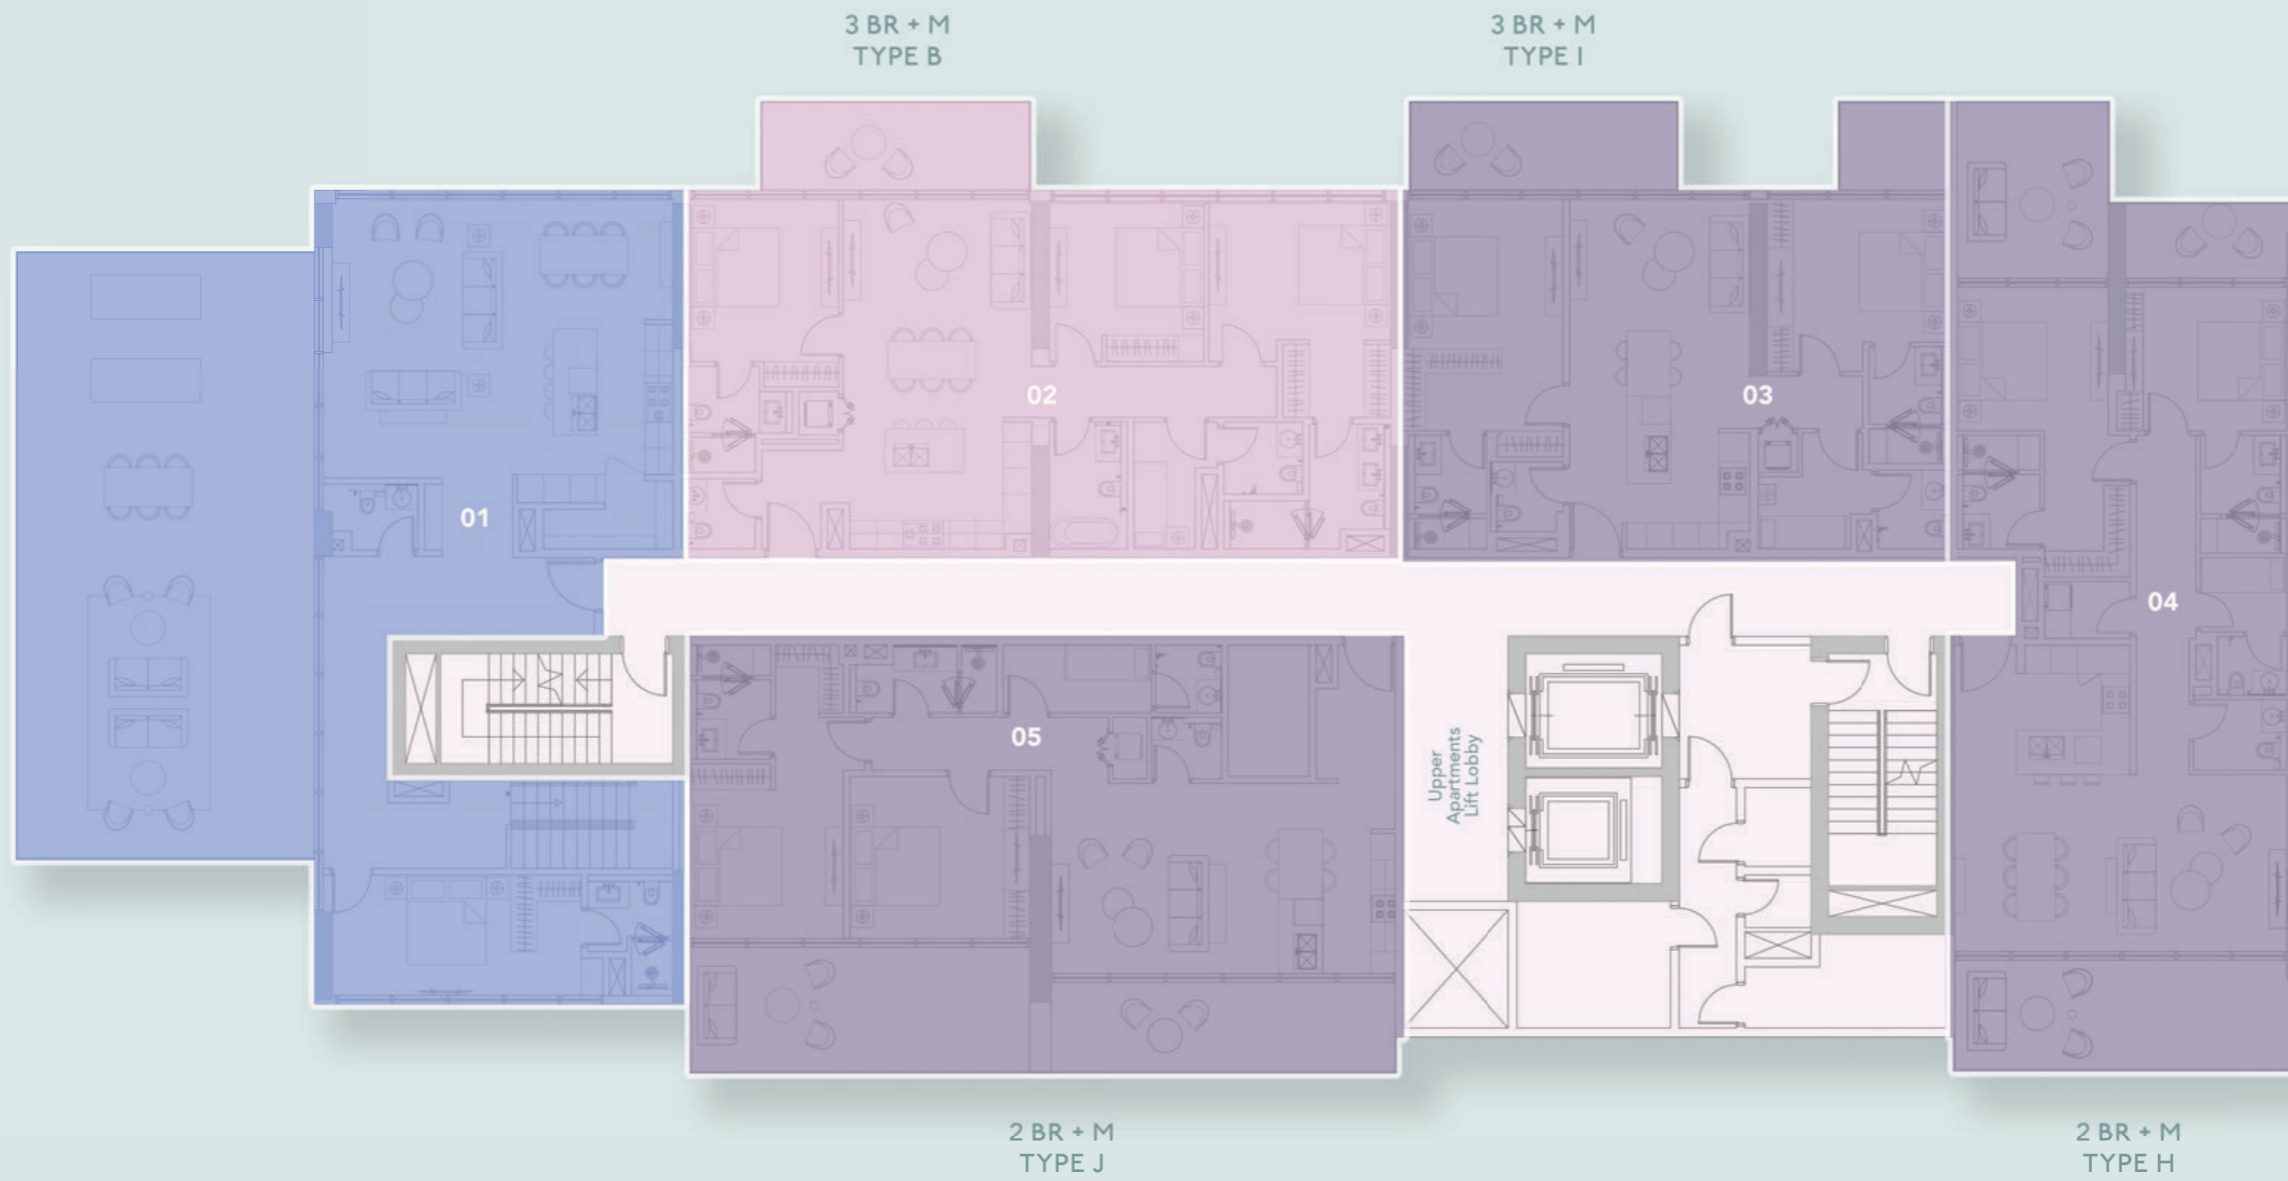 3 BR + M
TYPE B
3 BR + M
TYPE I
01
02
03
04
05
Upper
Apartments
Lift Lobby
2 BR + M
TYPE J
2 BR + M
TYPE H